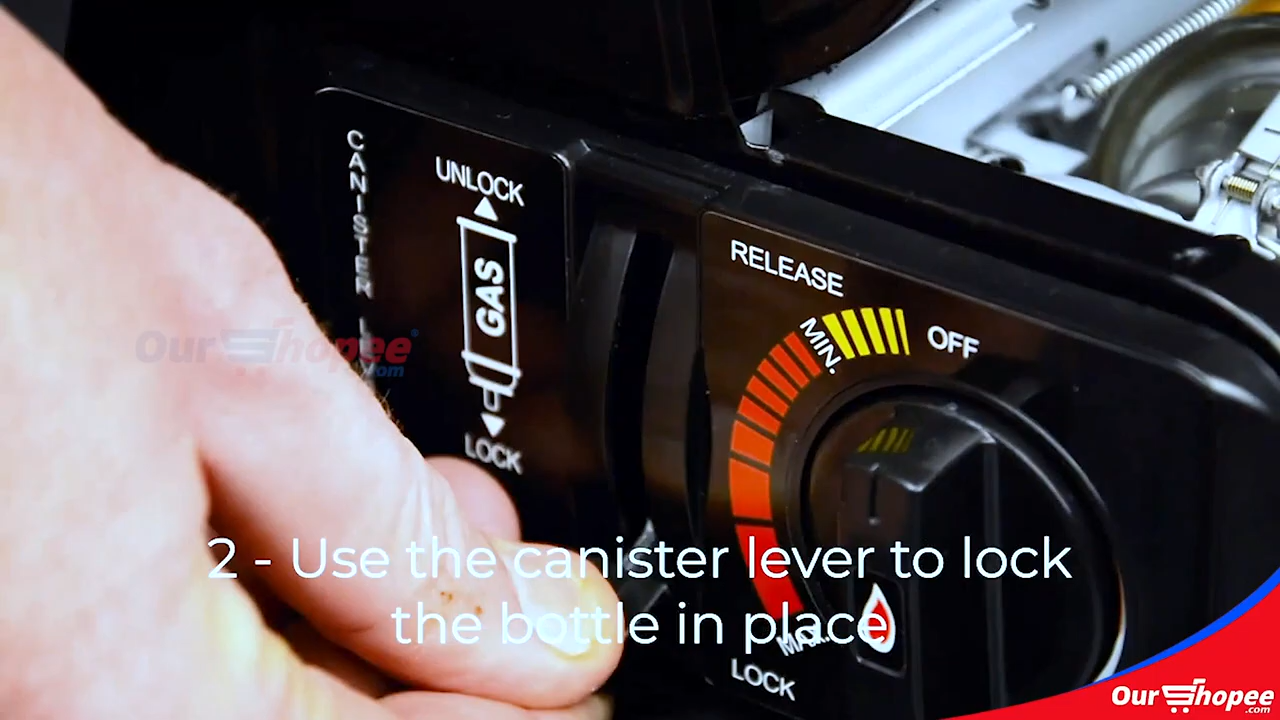 CANISTER L
UNLOCK
GAS
LOCK
RELEASE
MIN.
OFF
MAX.
LOCK
OurShopee
.com
2 - Use the canister lever to lock
the bottle in place
OurShopee
.com